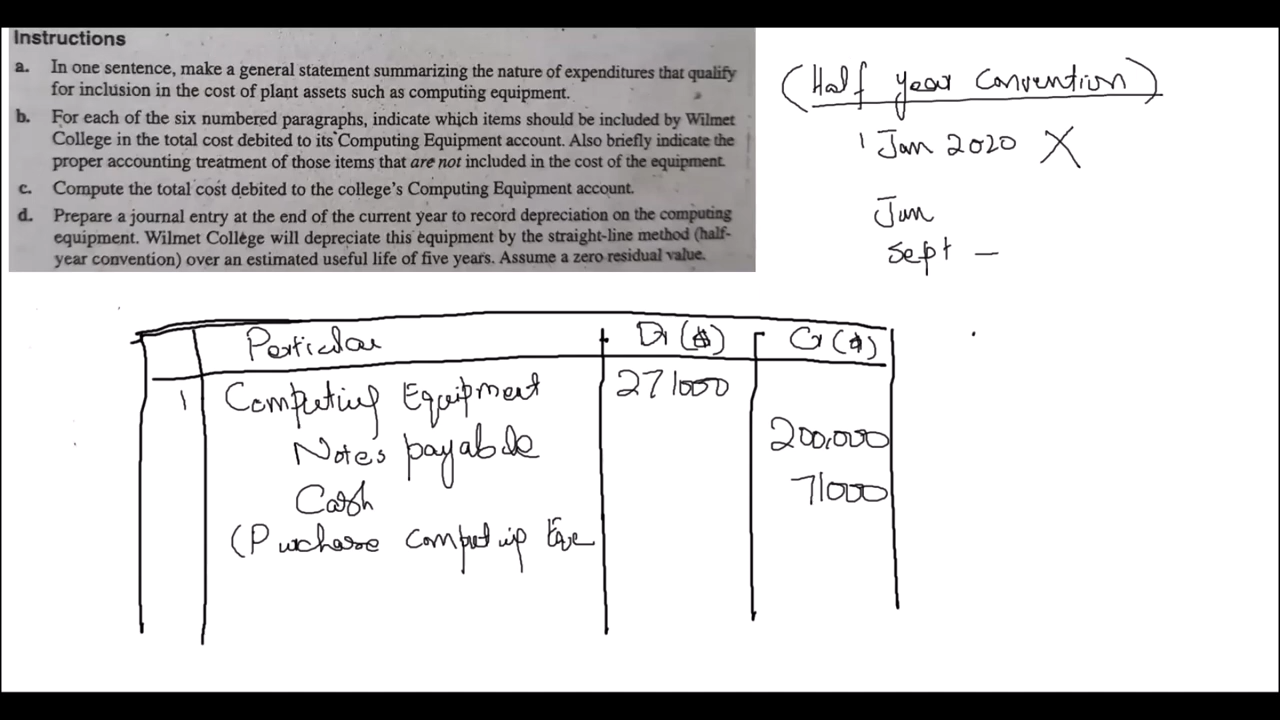 Instructions
a. In one sentence, make a general statement summarizing the nature of expenditures that qualify
for inclusion in the cost of plant assets such as computing equipment.
b. For each of the six numbered paragraphs, indicate which items should be included by Wilmet
College in the total cost debited to its Computing Equipment account. Also briefly indicate the
proper accounting treatment of those items that are not included in the cost of the equipment.
c. Compute the total cost debited to the college's Computing Equipment account.
d. Prepare a journal entry at the end of the current year to record depreciation on the computing
equipment. Wilmet College will depreciate this equipment by the straight-line method (half-
year convention) over an estimated useful life of five years. Assume a zero residual value.
(Half year Convention)
1 Jan 2020 X
Jun
Sept —
Particular Dr ($) Cr ($)
1 Computing Equipment 271000
Notes payable 200,000
Cash 71000
(Purchase